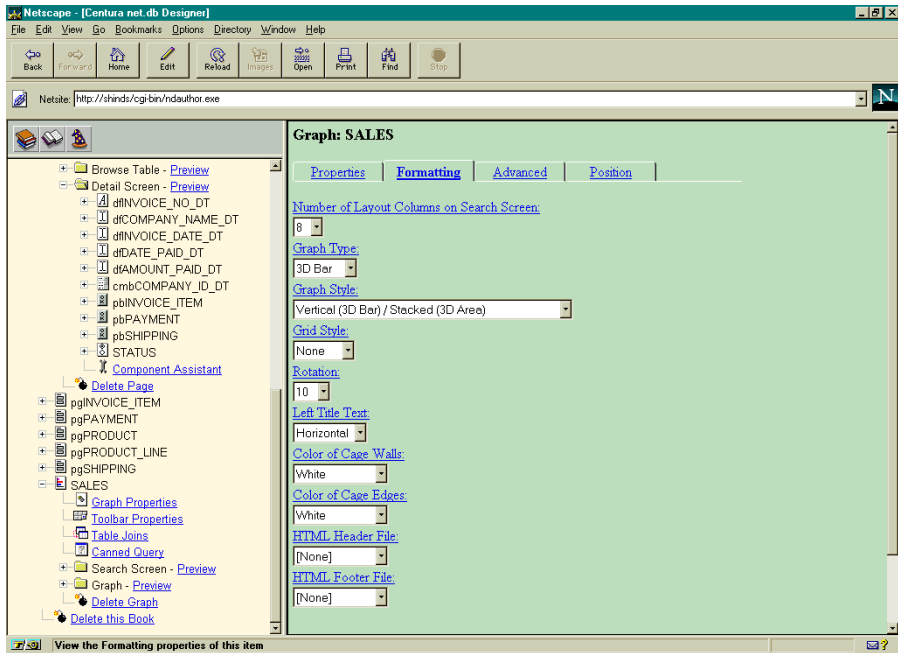 Netscape - [Centura net.db Designer]
File Edit View Go Bookmarks Options Directory Window Help
Back Forward Home Edit Reload Images Open Print Find Stop
Netsite: http://shinds/cgi-bin/ndauthor.exe
N
Browse Table - Preview
Detail Screen - Preview
dfINVOICE_NO_DT
dfCOMPANY_NAME_DT
dfINVOICE_DATE_DT
dfDATE_PAID_DT
dfAMOUNT_PAID_DT
cmbCOMPANY_ID_DT
pbINVOICE_ITEM
pbPAYMENT
pbSHIPPING
STATUS
Component Assistant
Delete Page
pgINVOICE_ITEM
pgPAYMENT
pgPRODUCT
pgPRODUCT_LINE
pgSHIPPING
SALES
Graph Properties
Toolbar Properties
Table Joins
Canned Query
Search Screen - Preview
Graph - Preview
Delete Graph
Delete this Book
Graph: SALES
Properties Formatting Advanced Position
Number of Layout Columns on Search Screen:
8
Graph Type:
3D Bar
Graph Style:
Vertical (3D Bar) / Stacked (3D Area)
Grid Style:
None
Rotation:
10
Left Title Text:
Horizontal
Color of Cage Walls:
White
Color of Cage Edges:
White
HTML Header File:
[None]
HTML Footer File:
[None]
View the Formatting properties of this item